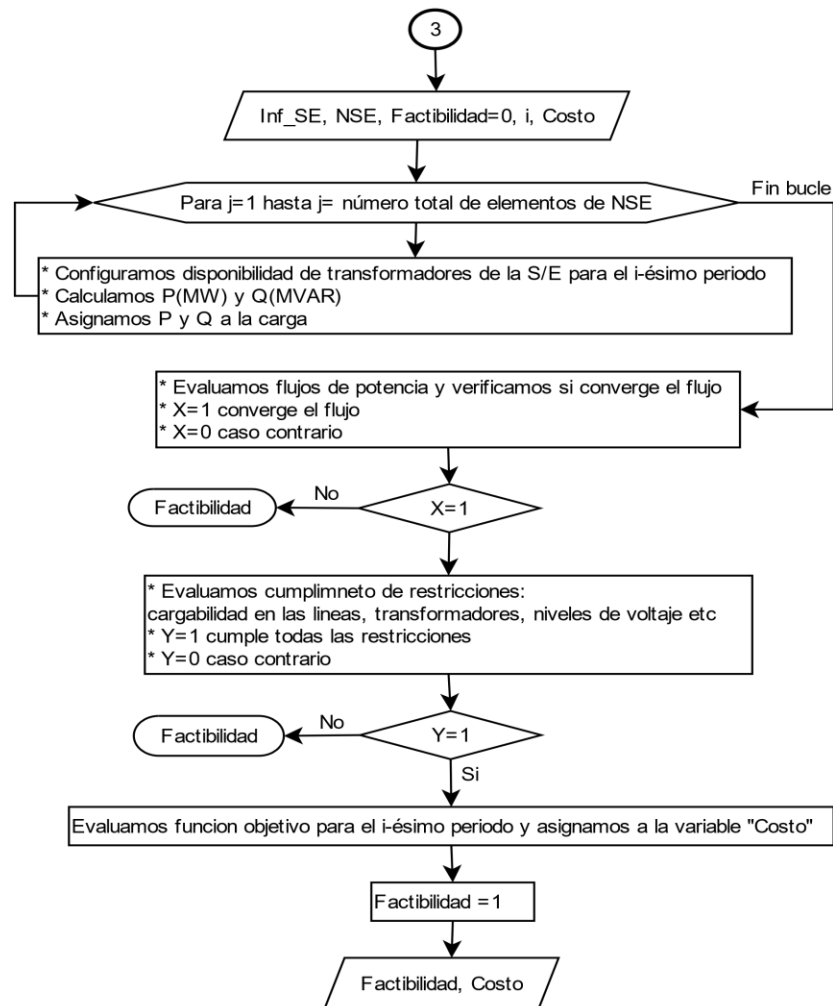 3
Inf_SE, NSE, Factibilidad=0, i, Costo
Para j=1 hasta j= número total de elementos de NSE
Fin bucle
* Configuramos disponibilidad de transformadores de la S/E para el i-ésimo periodo
* Calculamos P(MW) y Q(MVAR)
* Asignamos P y Q a la carga
* Evaluamos flujos de potencia y verificamos si converge el flujo
* X=1 converge el flujo
* X=0 caso contrario
Factibilidad
No
X=1
* Evaluamos cumplimneto de restricciones:
cargabilidad en las lineas, transformadores, niveles de voltaje etc
* Y=1 cumple todas las restricciones
* Y=0 caso contrario
Factibilidad
No
Y=1
Si
Evaluamos funcion objetivo para el i-ésimo periodo y asignamos a la variable "Costo"
Factibilidad =1
Factibilidad, Costo